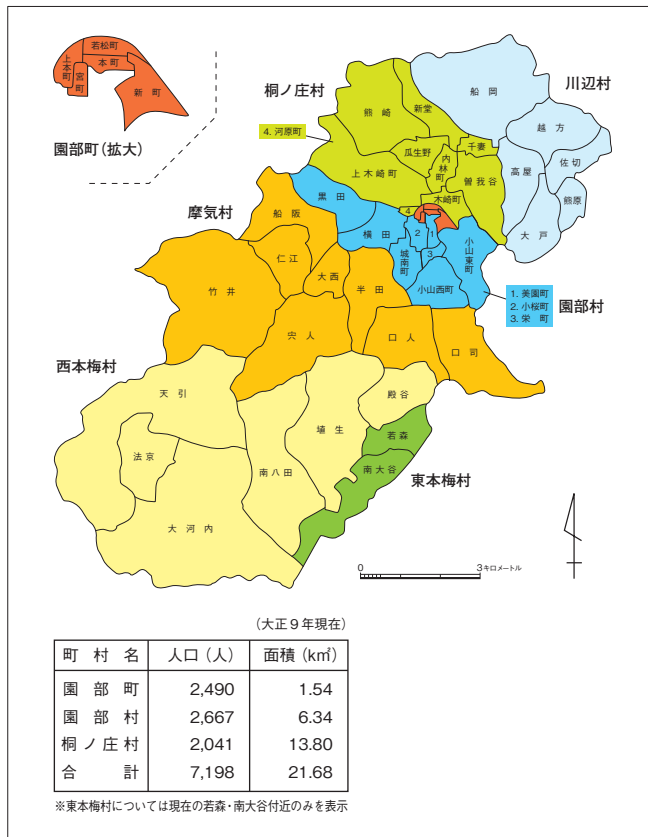 若松町
本町
上本町
宮町
新町
園部町(拡大)
桐ノ庄村
4. 河原町
熊崎
新堂
船岡
川辺村
越方
瓜生野
千妻
内林町
佐切
高屋
上木崎町
曽我谷
熊原
木崎町
黒田
摩気村
船阪
4
横田
2
1
3
大戸
小山東町
仁江
城南町
大西
竹井
半田
小山西町
1. 美園町
2. 小桜町
3. 栄町
園部村
宍人
口人
口司
西本梅村
天引
殿谷
埴生
若森
法京
南八田
南大谷
東本梅村
大河内
0
3キロメートル
(大正9年現在)
町村名 人口(人) 面積(k㎡)
園部町 2,490 1.54
園部村 2,667 6.34
桐ノ庄村 2,041 13.80
合計 7,198 21.68
※東本梅村については現在の若森・南大谷付近のみを表示